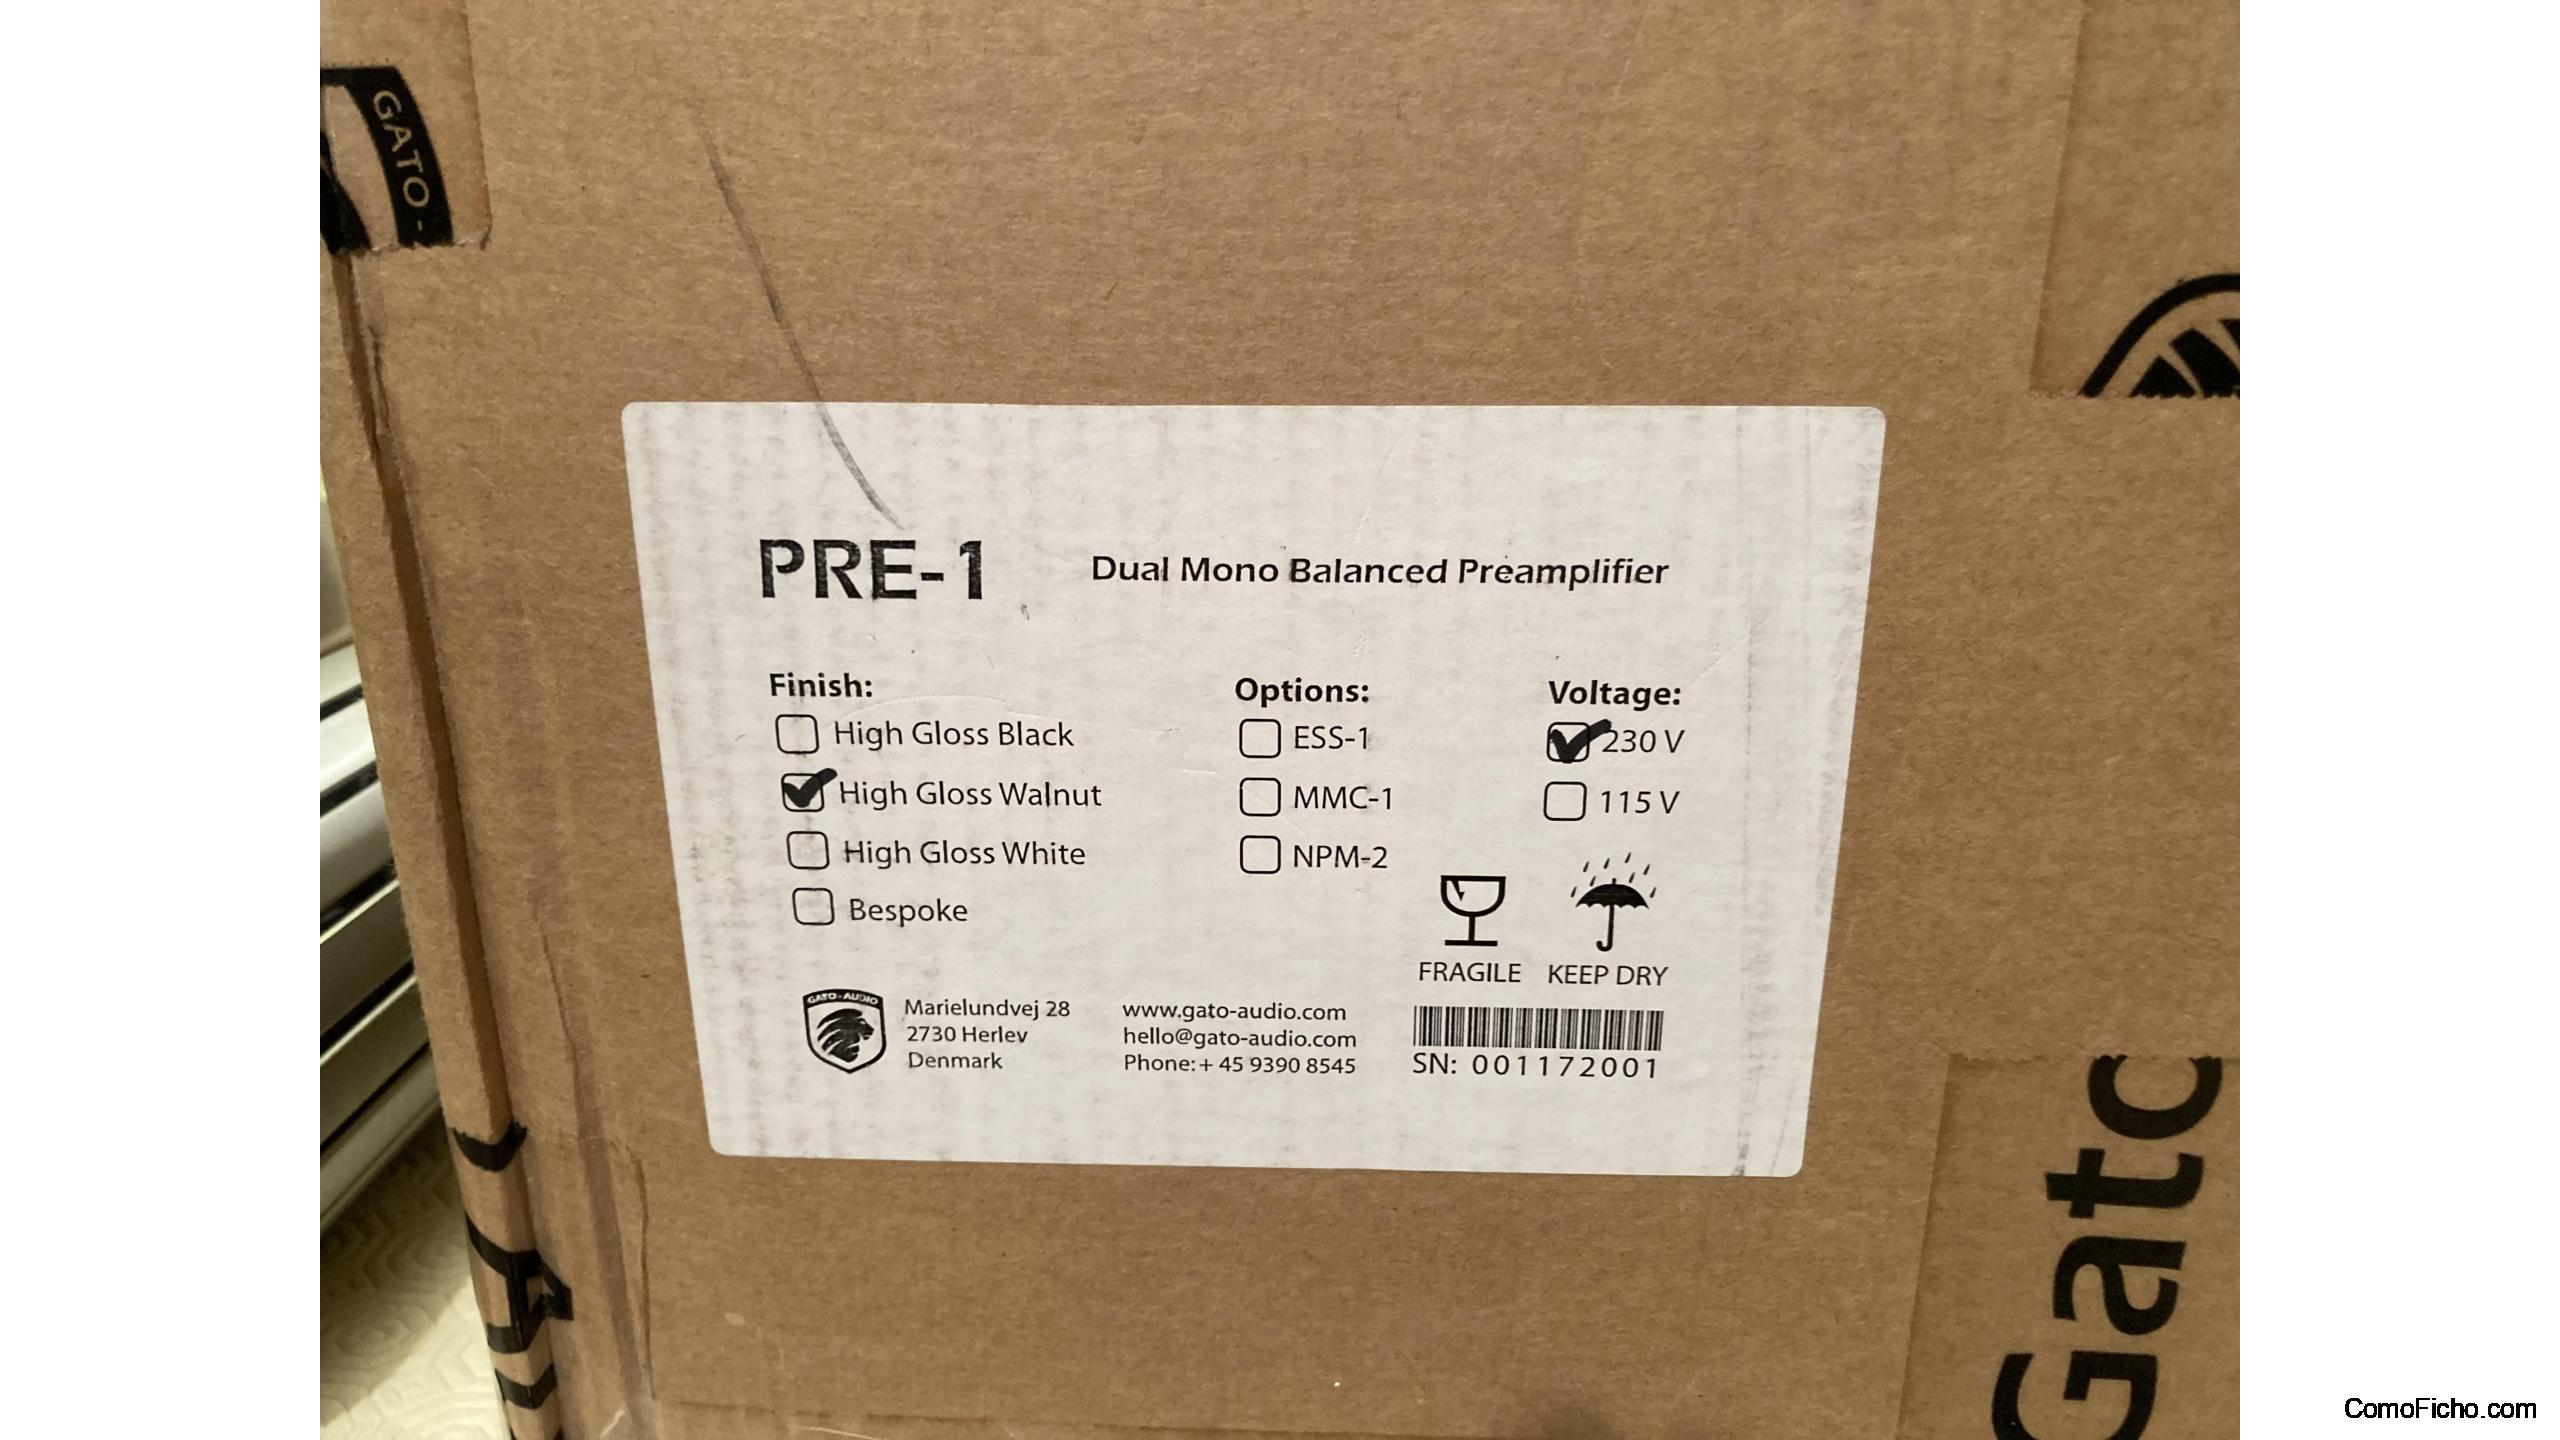 GATO -
PRE-1
Dual Mono Balanced Preamplifier
Finish:
High Gloss Black
High Gloss Walnut
High Gloss White
Bespoke
Options:
ESS-1
MMC-1
NPM-2
Voltage:
230 V
115 V
FRAGILE
KEEP DRY
GATO-AUDIO
Marielundvej 28
2730 Herlev
Denmark
www.gato-audio.com
hello@gato-audio.com
Phone:+ 45 9390 8545
SN: 001172001
Gato
ComoFicho.com